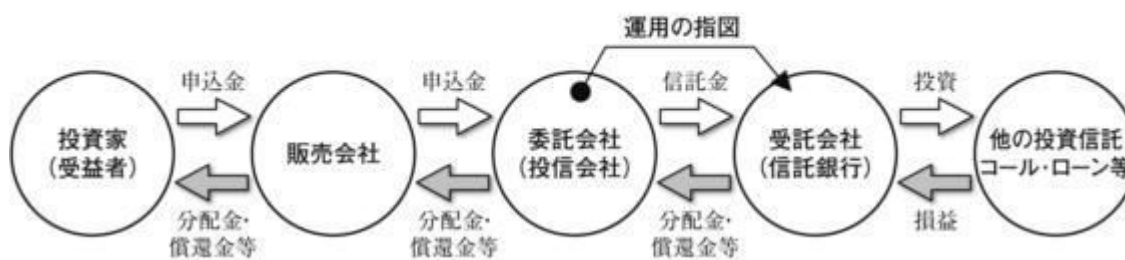 運用の指図
申込金
申込金
信託金
投資
投資家
(受益者)
販売会社
委託会社
(投信会社)
受託会社
(信託銀行)
他の投資信託
コール・ローン等
分配金・
償還金等
分配金・
償還金等
分配金・
償還金等
損益